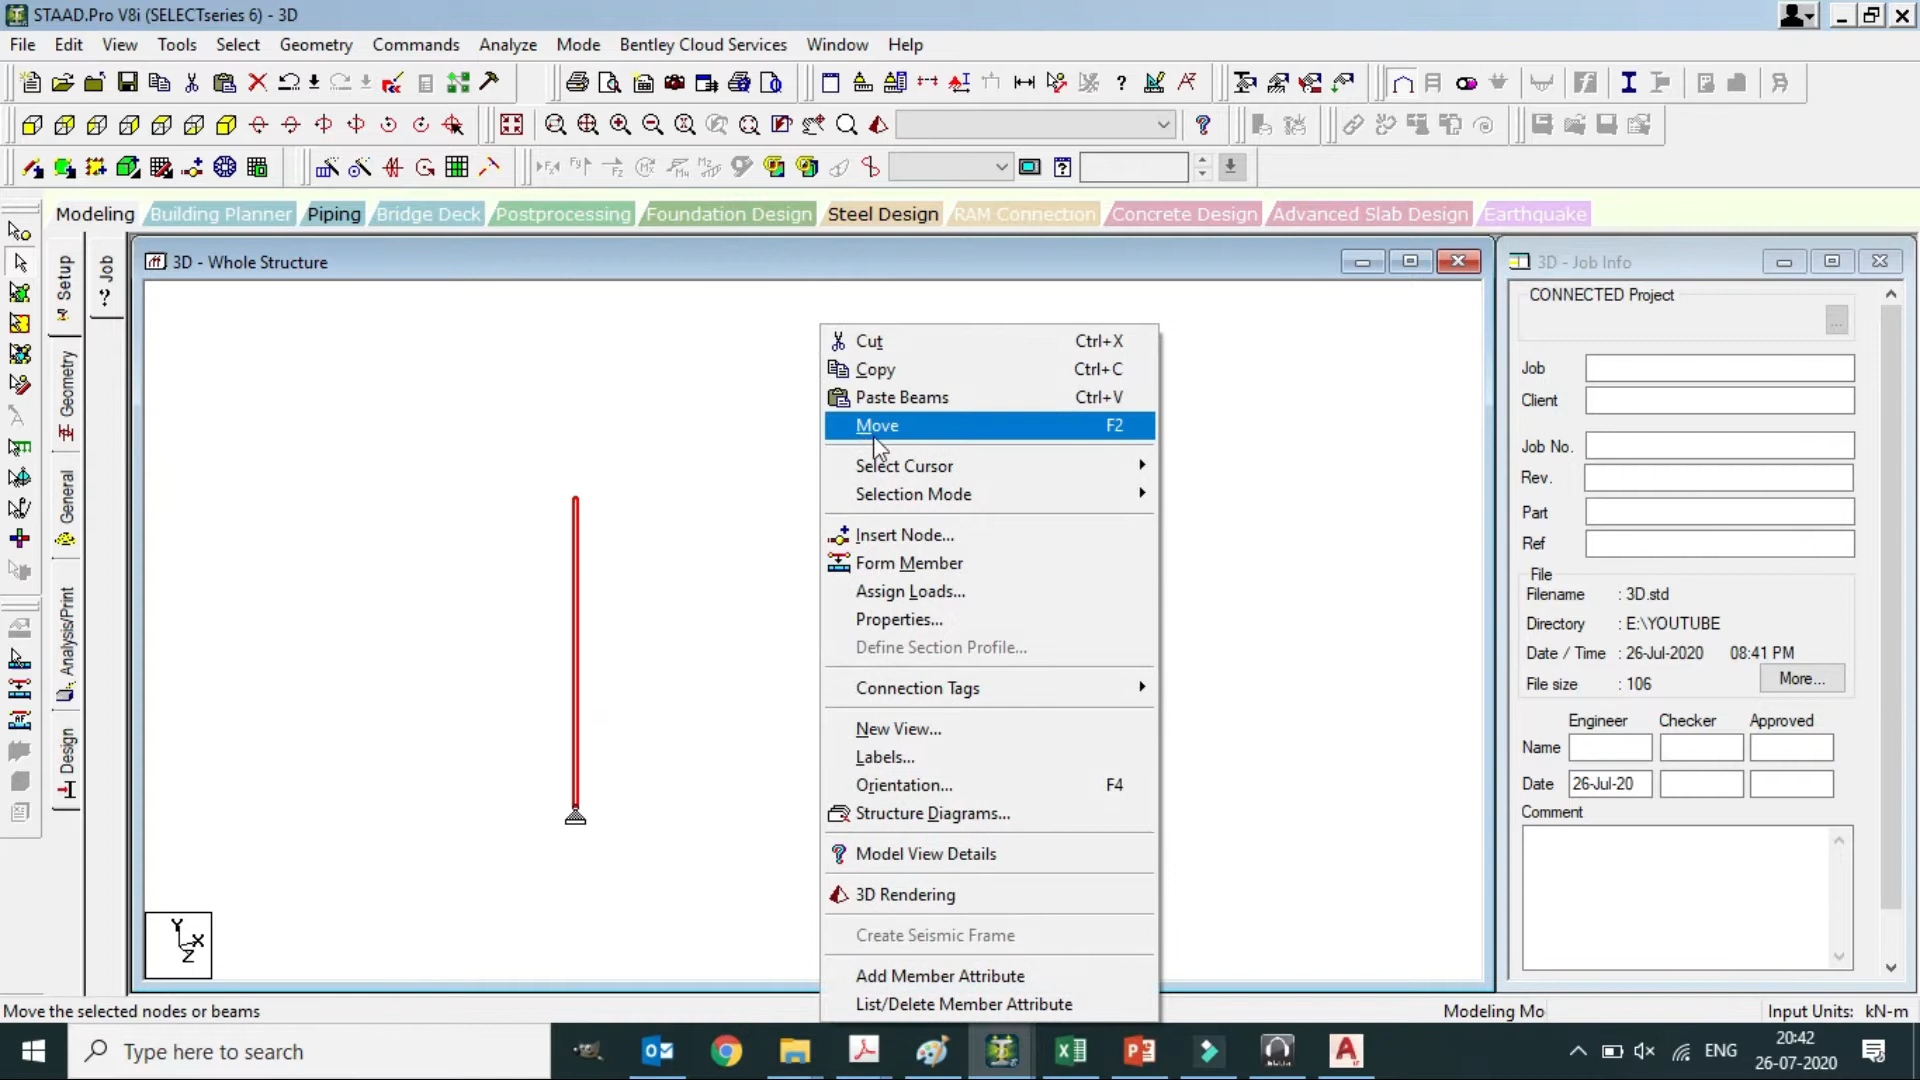 STAAD.Pro V8i (SELECTseries 6) - 3D
File Edit View Tools Select Geometry Commands Analyze Mode Bentley Cloud Services Window Help
Modeling Building Planner Piping Bridge Deck Postprocessing Foundation Design Steel Design RAM Connection Concrete Design Advanced Slab Design Earthquake
Setup
Geometry
General
Analysis/Print
Design
Job
3D - Whole Structure
Cut Ctrl+X
Copy Ctrl+C
Paste Beams Ctrl+V
Move F2
Select Cursor
Selection Mode
Insert Node...
Form Member
Assign Loads...
Properties...
Define Section Profile...
Connection Tags
New View...
Labels...
Orientation... F4
Structure Diagrams...
Model View Details
3D Rendering
Create Seismic Frame
Add Member Attribute
List/Delete Member Attribute
Y
X
Z
3D - Job Info
CONNECTED Project
...
Job
Client
Job No.
Rev.
Part
Ref
File
Filename : 3D.std
Directory : E:\YOUTUBE
Date / Time : 26-Jul-2020 08:41 PM
File size : 106 More...
Engineer Checker Approved
Name
Date 26-Jul-20
Comment
Move the selected nodes or beams
Modeling Mo
Input Units: kN-m
Type here to search
ENG
20:42
26-07-2020